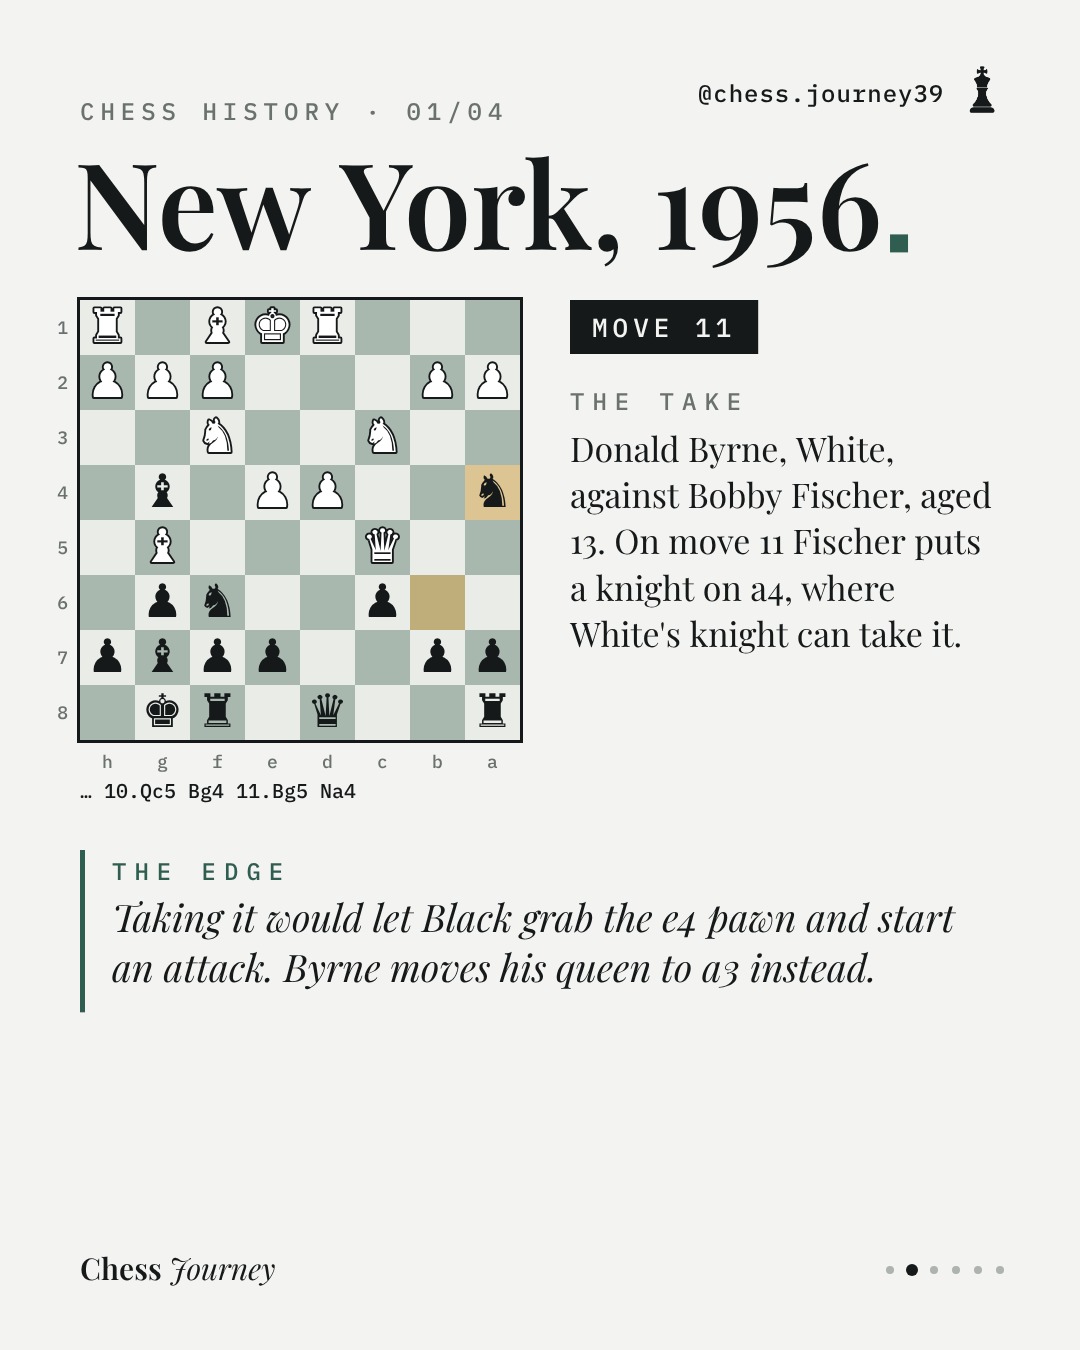 CHESS HISTORY · 01/04
@chess.journey39
New York, 1956.
1
2
3
4
5
6
7
8
h g f e d c b a
… 10.Qc5 Bg4 11.Bg5 Na4
MOVE 11
THE TAKE
Donald Byrne, White,
against Bobby Fischer, aged
13. On move 11 Fischer puts
a knight on a4, where
White's knight can take it.
THE EDGE
Taking it would let Black grab the e4 pawn and start
an attack. Byrne moves his queen to a3 instead.
Chess Journey